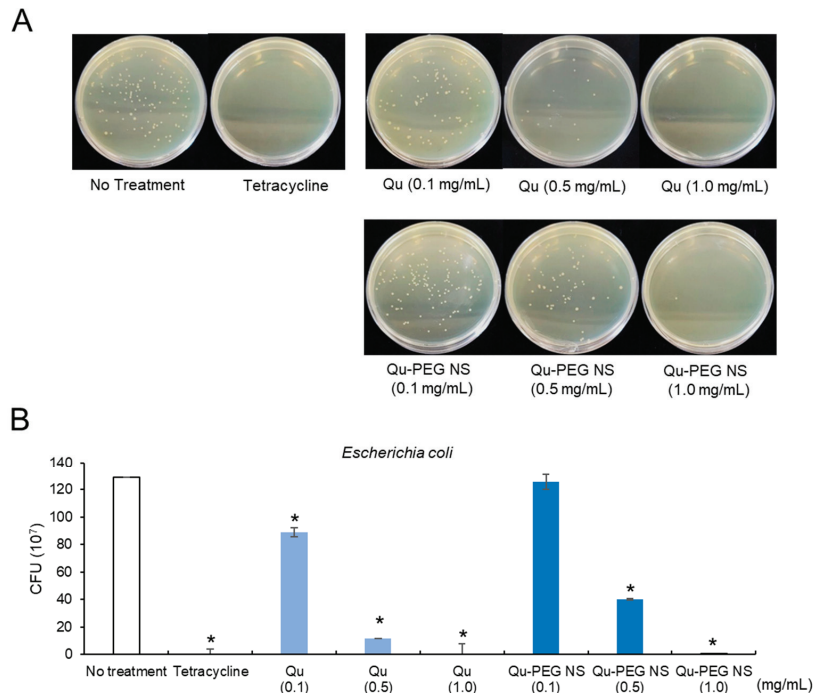 A
No Treatment
Tetracycline
Qu (0.1 mg/mL)
Qu (0.5 mg/mL)
Qu (1.0 mg/mL)
Qu-PEG NS
(0.1 mg/mL)
Qu-PEG NS
(0.5 mg/mL)
Qu-PEG NS
(1.0 mg/mL)
B
Escherichia coli
CFU (10⁷)
140
120
100
80
60
40
20
0
*
*
*
*
*
*
No treatment
Tetracycline
Qu
(0.1)
Qu
(0.5)
Qu
(1.0)
Qu-PEG NS
(0.1)
Qu-PEG NS
(0.5)
Qu-PEG NS
(1.0)
(mg/mL)